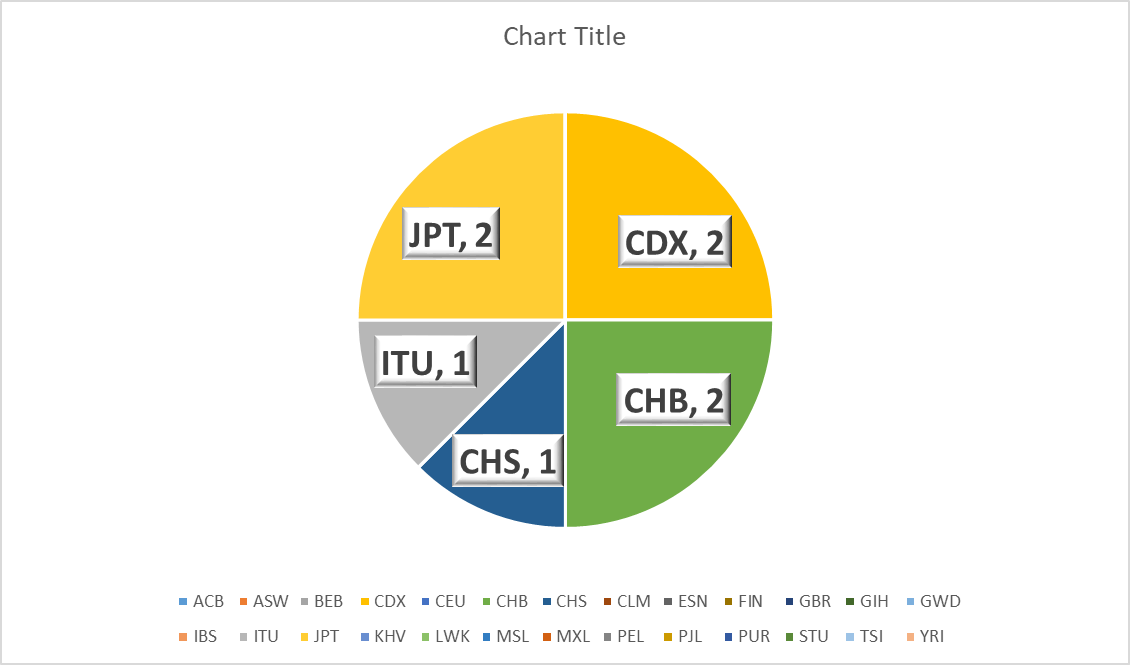 Chart Title
JPT, 2
CDX, 2
ITU, 1
CHB, 2
CHS, 1
ACB ASW BEB CDX CEU CHB CHS CLM ESN FIN GBR GIH GWD
IBS ITU JPT KHV LWK MSL MXL PEL PJL PUR STU TSI YRI